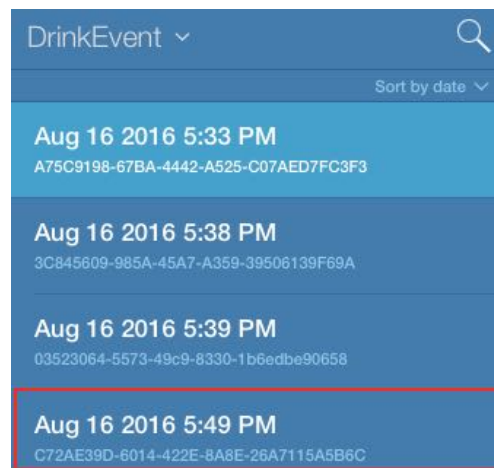 DrinkEvent
Sort by date
Aug 16 2016 5:33 PM
A75C9198-67BA-4442-A525-C07AED7FC3F3
Aug 16 2016 5:38 PM
3C845609-985A-45A7-A359-39506139F69A
Aug 16 2016 5:39 PM
03523064-5573-49c9-8330-1b6edbe90658
Aug 16 2016 5:49 PM
C72AE39D-6014-422E-8A8E-26A7115A5B6C